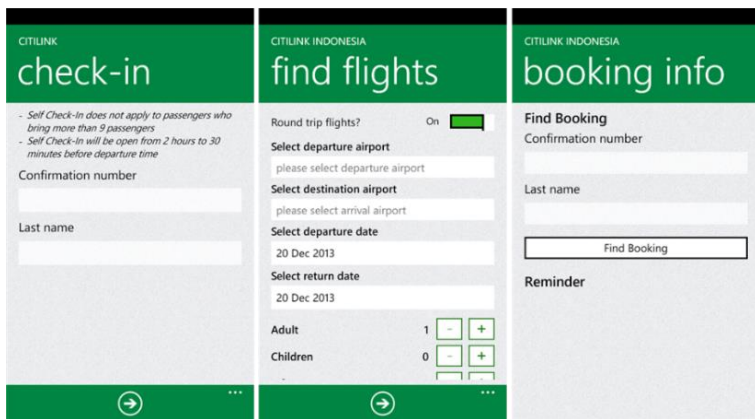 CITILINK
check-in
- Self Check-In does not apply to passengers who
bring more than 9 passengers
- Self Check-In will be open from 2 hours to 30
minutes before departure time
Confirmation number
Last name
CITILINK INDONESIA
find flights
Round trip flights? On
Select departure airport
please select departure airport
Select destination airport
please select arrival airport
Select departure date
20 Dec 2013
Select return date
20 Dec 2013
Adult 1 - +
Children 0 - +
CITILINK INDONESIA
booking info
Find Booking
Confirmation number
Last name
Find Booking
Reminder